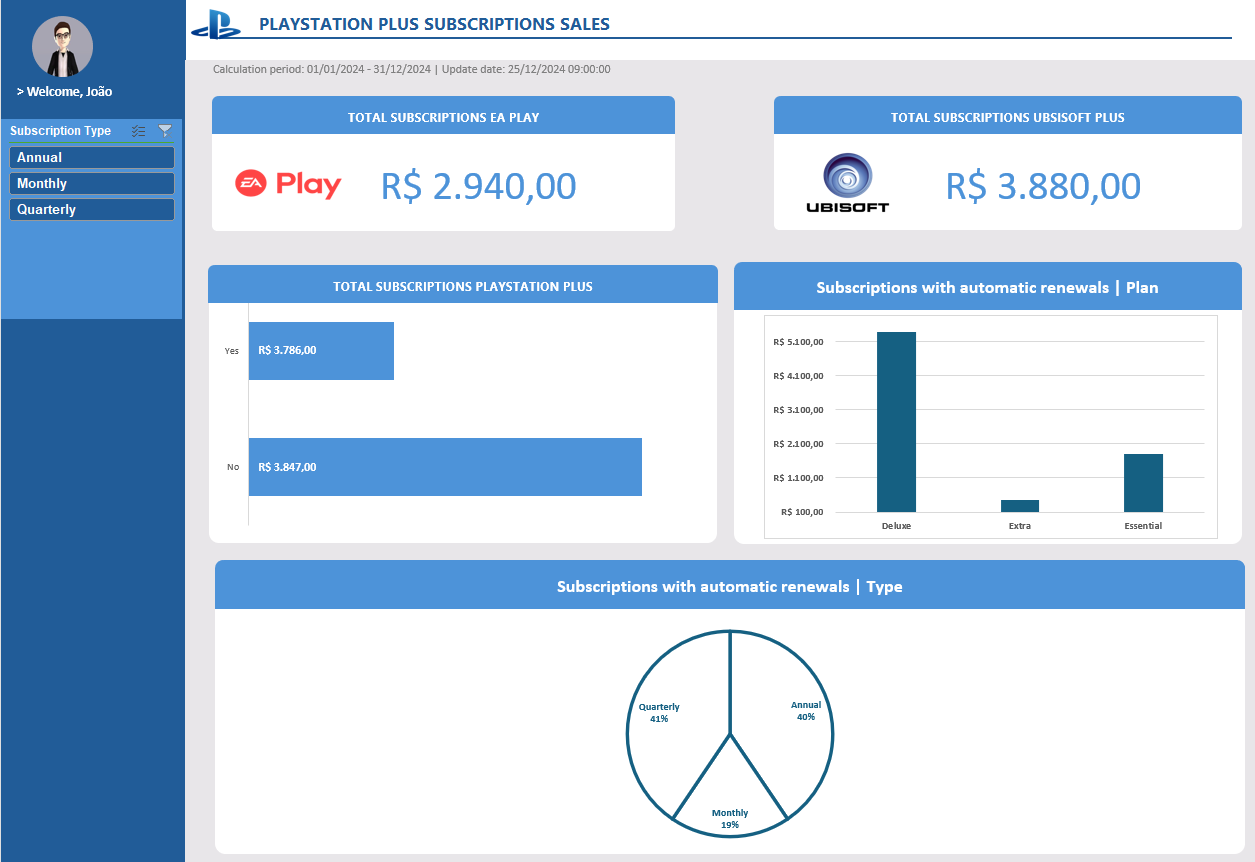 PLAYSTATION PLUS SUBSCRIPTIONS SALES
> Welcome, João
Calculation period: 01/01/2024 - 31/12/2024 | Update date: 25/12/2024 09:00:00
Subscription Type
Annual
Monthly
Quarterly
TOTAL SUBSCRIPTIONS EA PLAY
EA Play
R$ 2.940,00
TOTAL SUBSCRIPTIONS UBISOFT PLUS
UBISOFT
R$ 3.880,00
TOTAL SUBSCRIPTIONS PLAYSTATION PLUS
Yes
R$ 3.786,00
No
R$ 3.847,00
Subscriptions with automatic renewals | Plan
R$ 5.100,00
R$ 4.100,00
R$ 3.100,00
R$ 2.100,00
R$ 1.100,00
R$ 100,00
Deluxe
Extra
Essential
Subscriptions with automatic renewals | Type
Quarterly
41%
Annual
40%
Monthly
19%